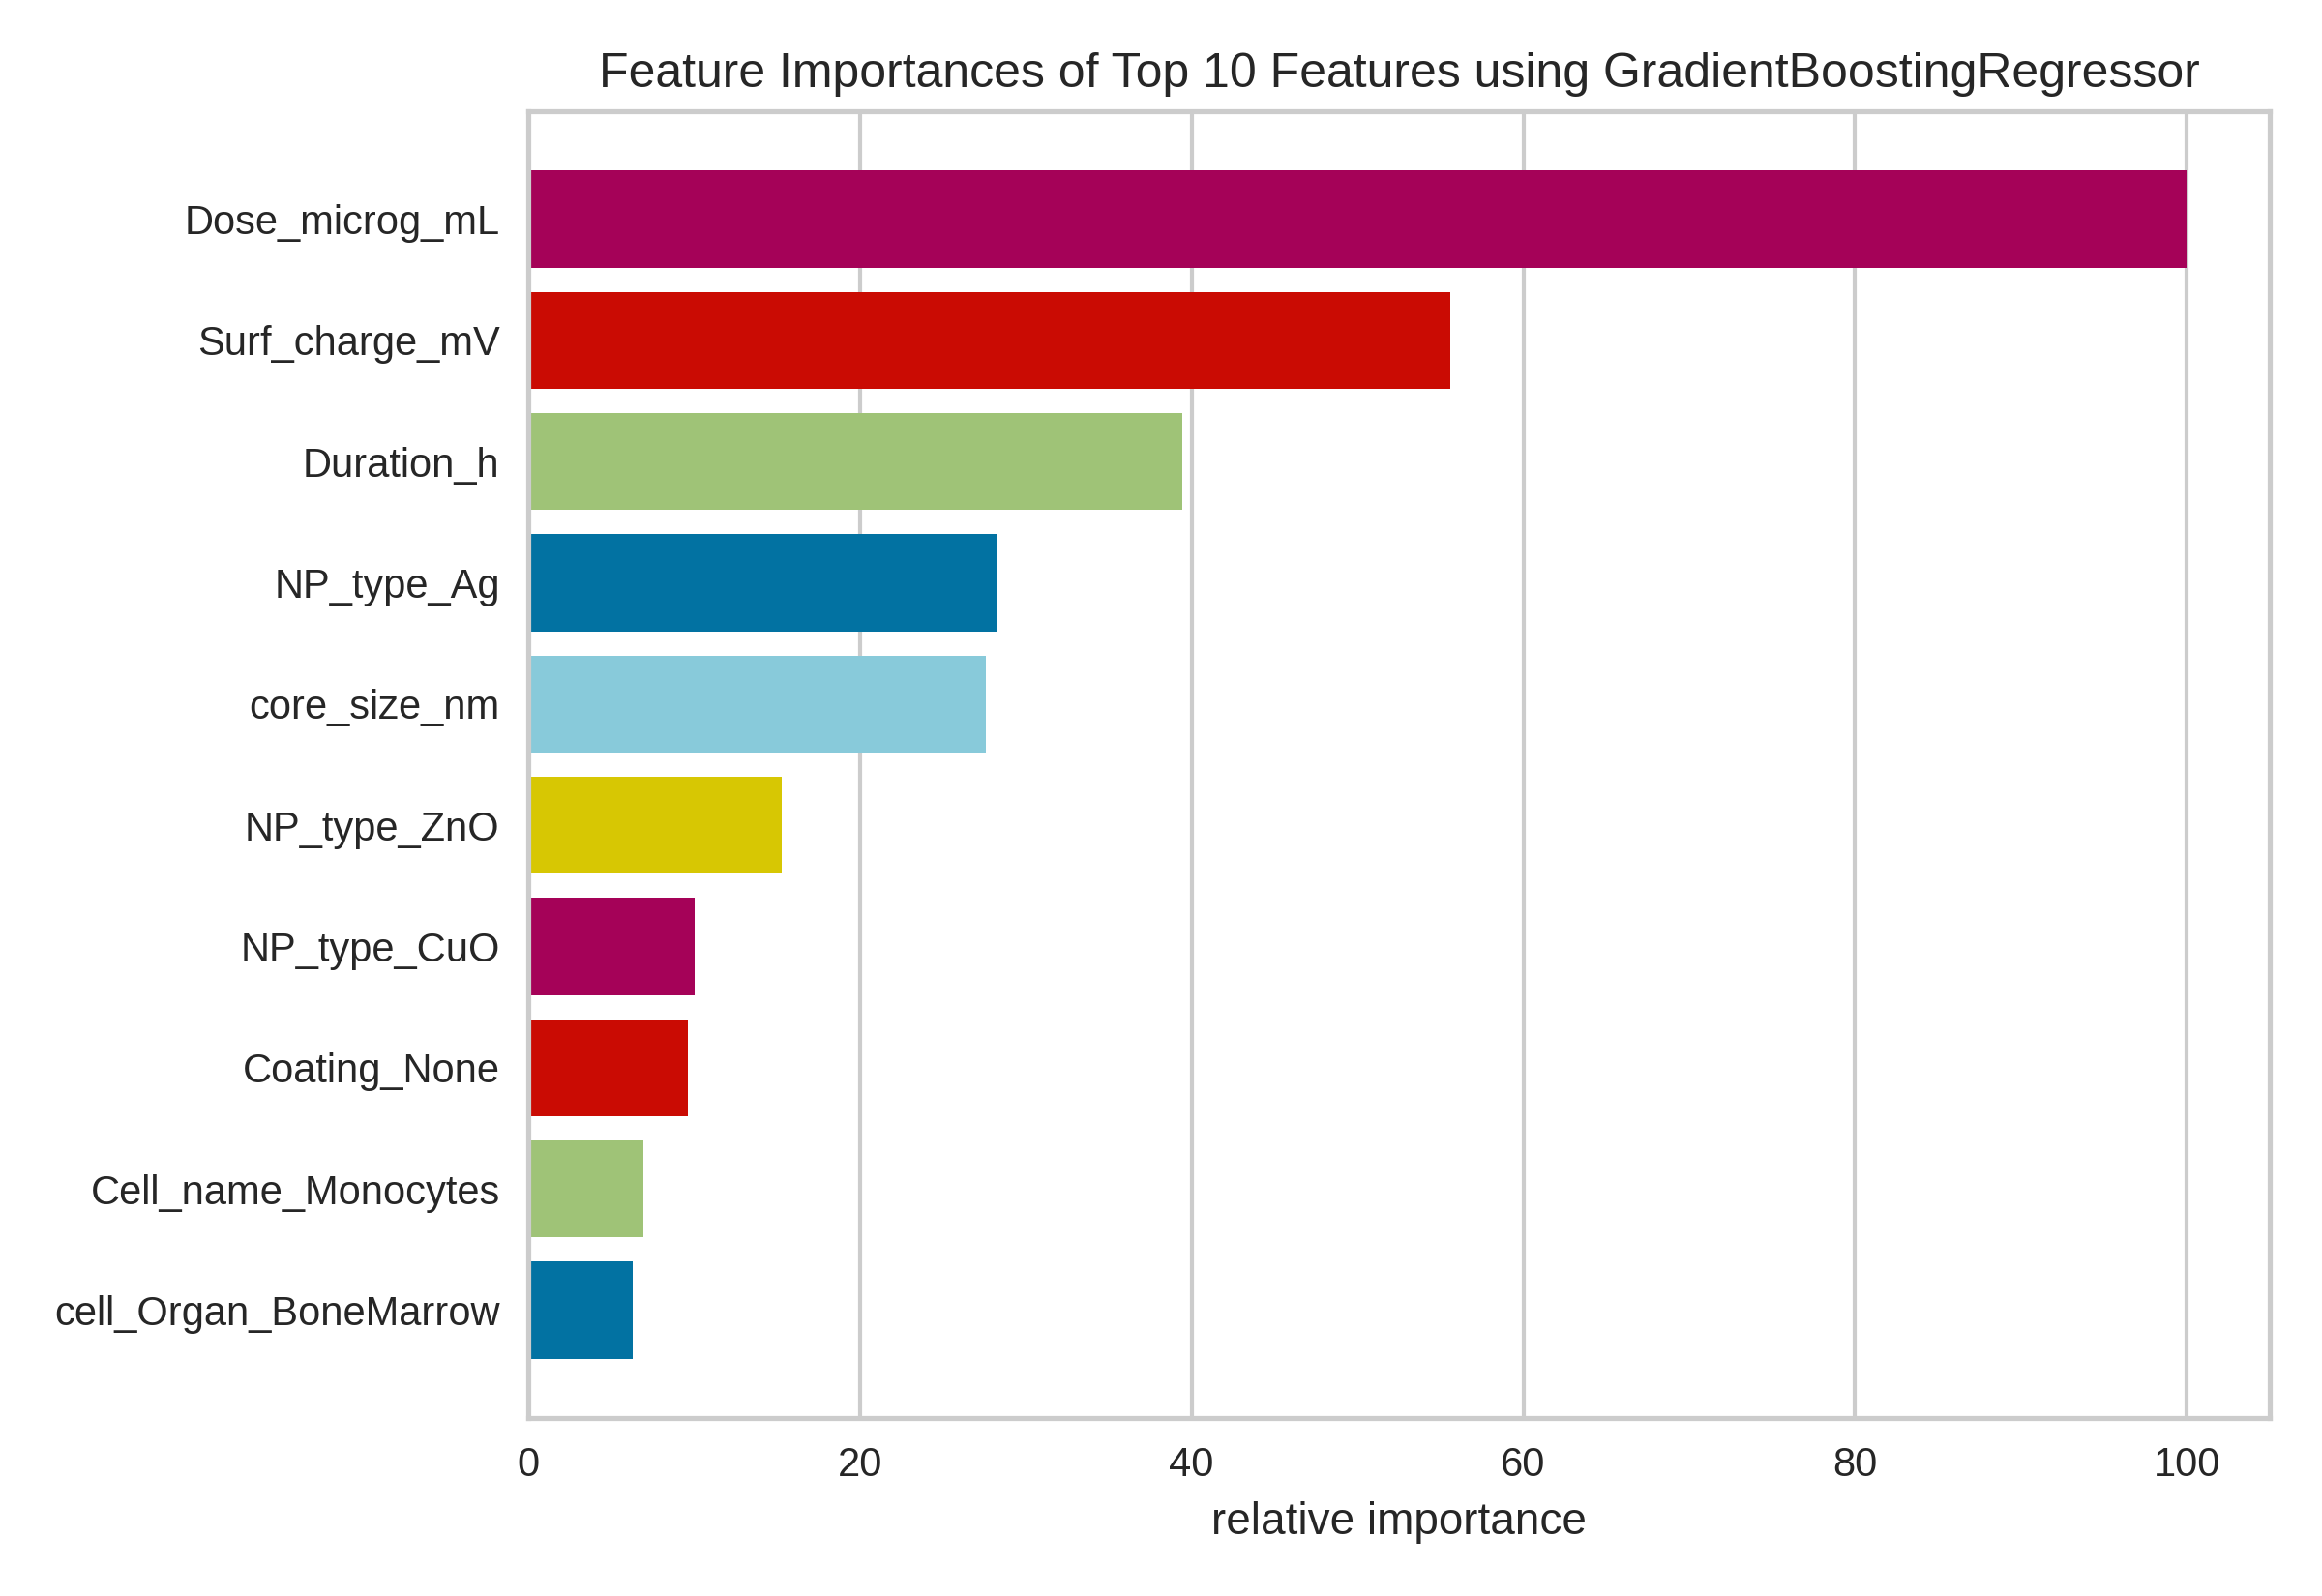 Feature Importances of Top 10 Features using GradientBoostingRegressor
Dose_microg_mL
Surf_charge_mV
Duration_h
NP_type_Ag
core_size_nm
NP_type_ZnO
NP_type_CuO
Coating_None
Cell_name_Monocytes
cell_Organ_BoneMarrow
0 20 40 60 80 100
relative importance